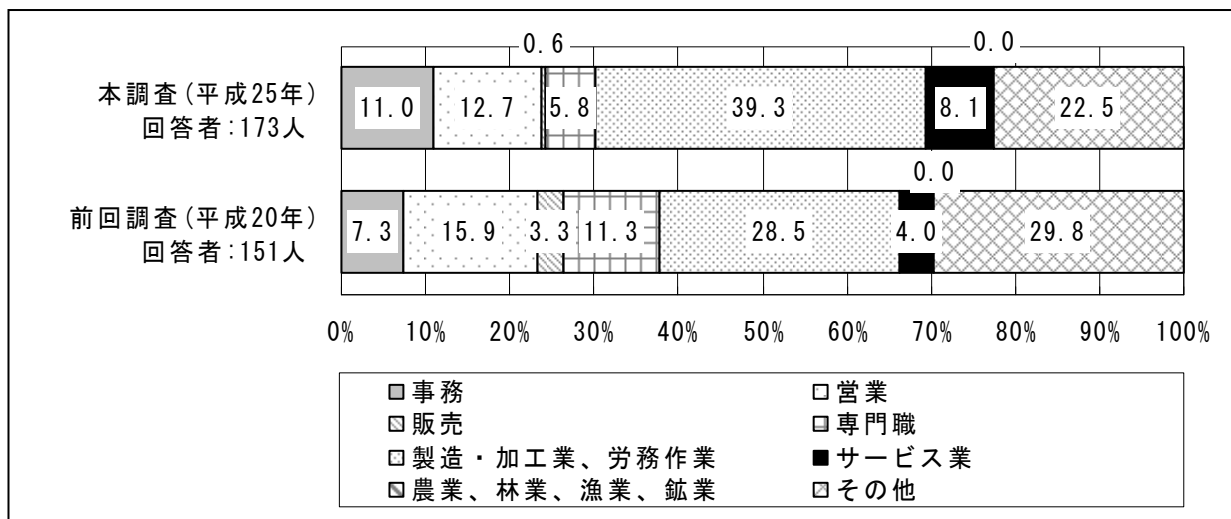 0.6 0.0
本調査(平成25年)
回答者:173人
11.0 12.7 5.8 39.3 8.1 22.5
0.0
前回調査(平成20年)
回答者:151人
7.3 15.9 3.3 11.3 28.5 4.0 29.8
0% 10% 20% 30% 40% 50% 60% 70% 80% 90% 100%
事務 営業
販売 専門職
製造・加工業、労務作業 サービス業
農業、林業、漁業、鉱業 その他